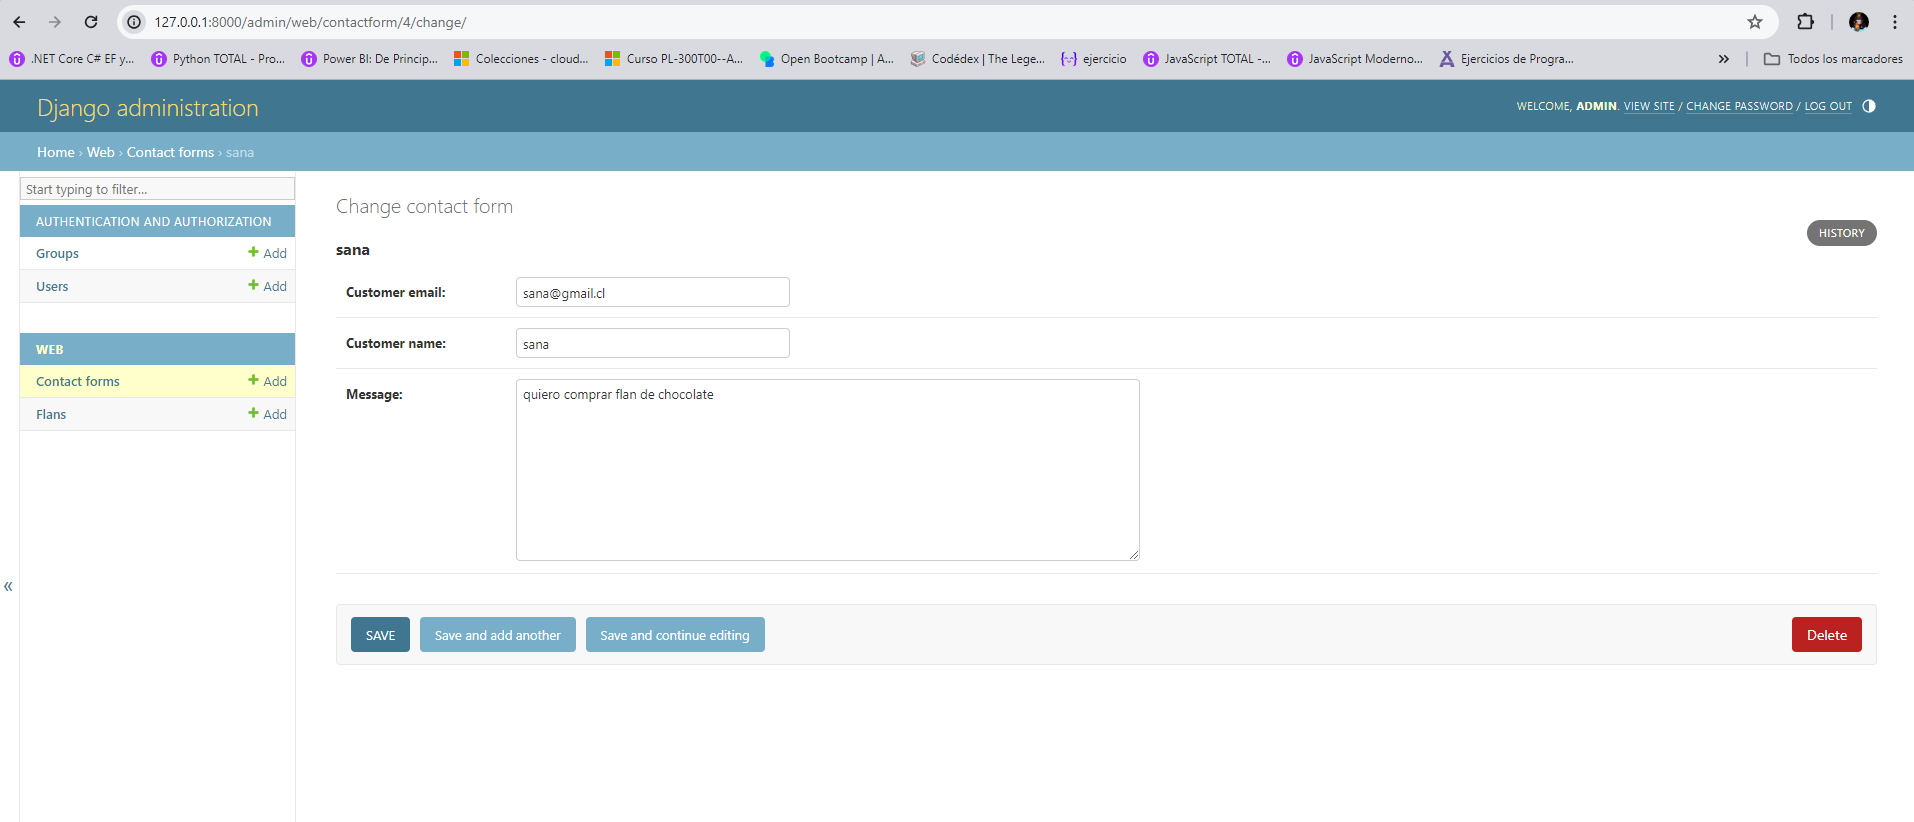 127.0.0.1:8000/admin/web/contactform/4/change/
.NET Core C# EF y... Python TOTAL - Pro... Power BI: De Princip... Colecciones - cloud... Curso PL-300T00--A... Open Bootcamp | A... Codédex | The Lege... ejercicio JavaScript TOTAL -... JavaScript Moderno... Ejercicios de Progra... » Todos los marcadores
Django administration
WELCOME, ADMIN. VIEW SITE / CHANGE PASSWORD / LOG OUT
Home › Web › Contact forms › sana
Start typing to filter...
AUTHENTICATION AND AUTHORIZATION
Groups + Add
Users + Add
WEB
Contact forms + Add
Flans + Add
«
Change contact form
HISTORY
sana
Customer email: sana@gmail.cl
Customer name: sana
Message: quiero comprar flan de chocolate
SAVE Save and add another Save and continue editing Delete